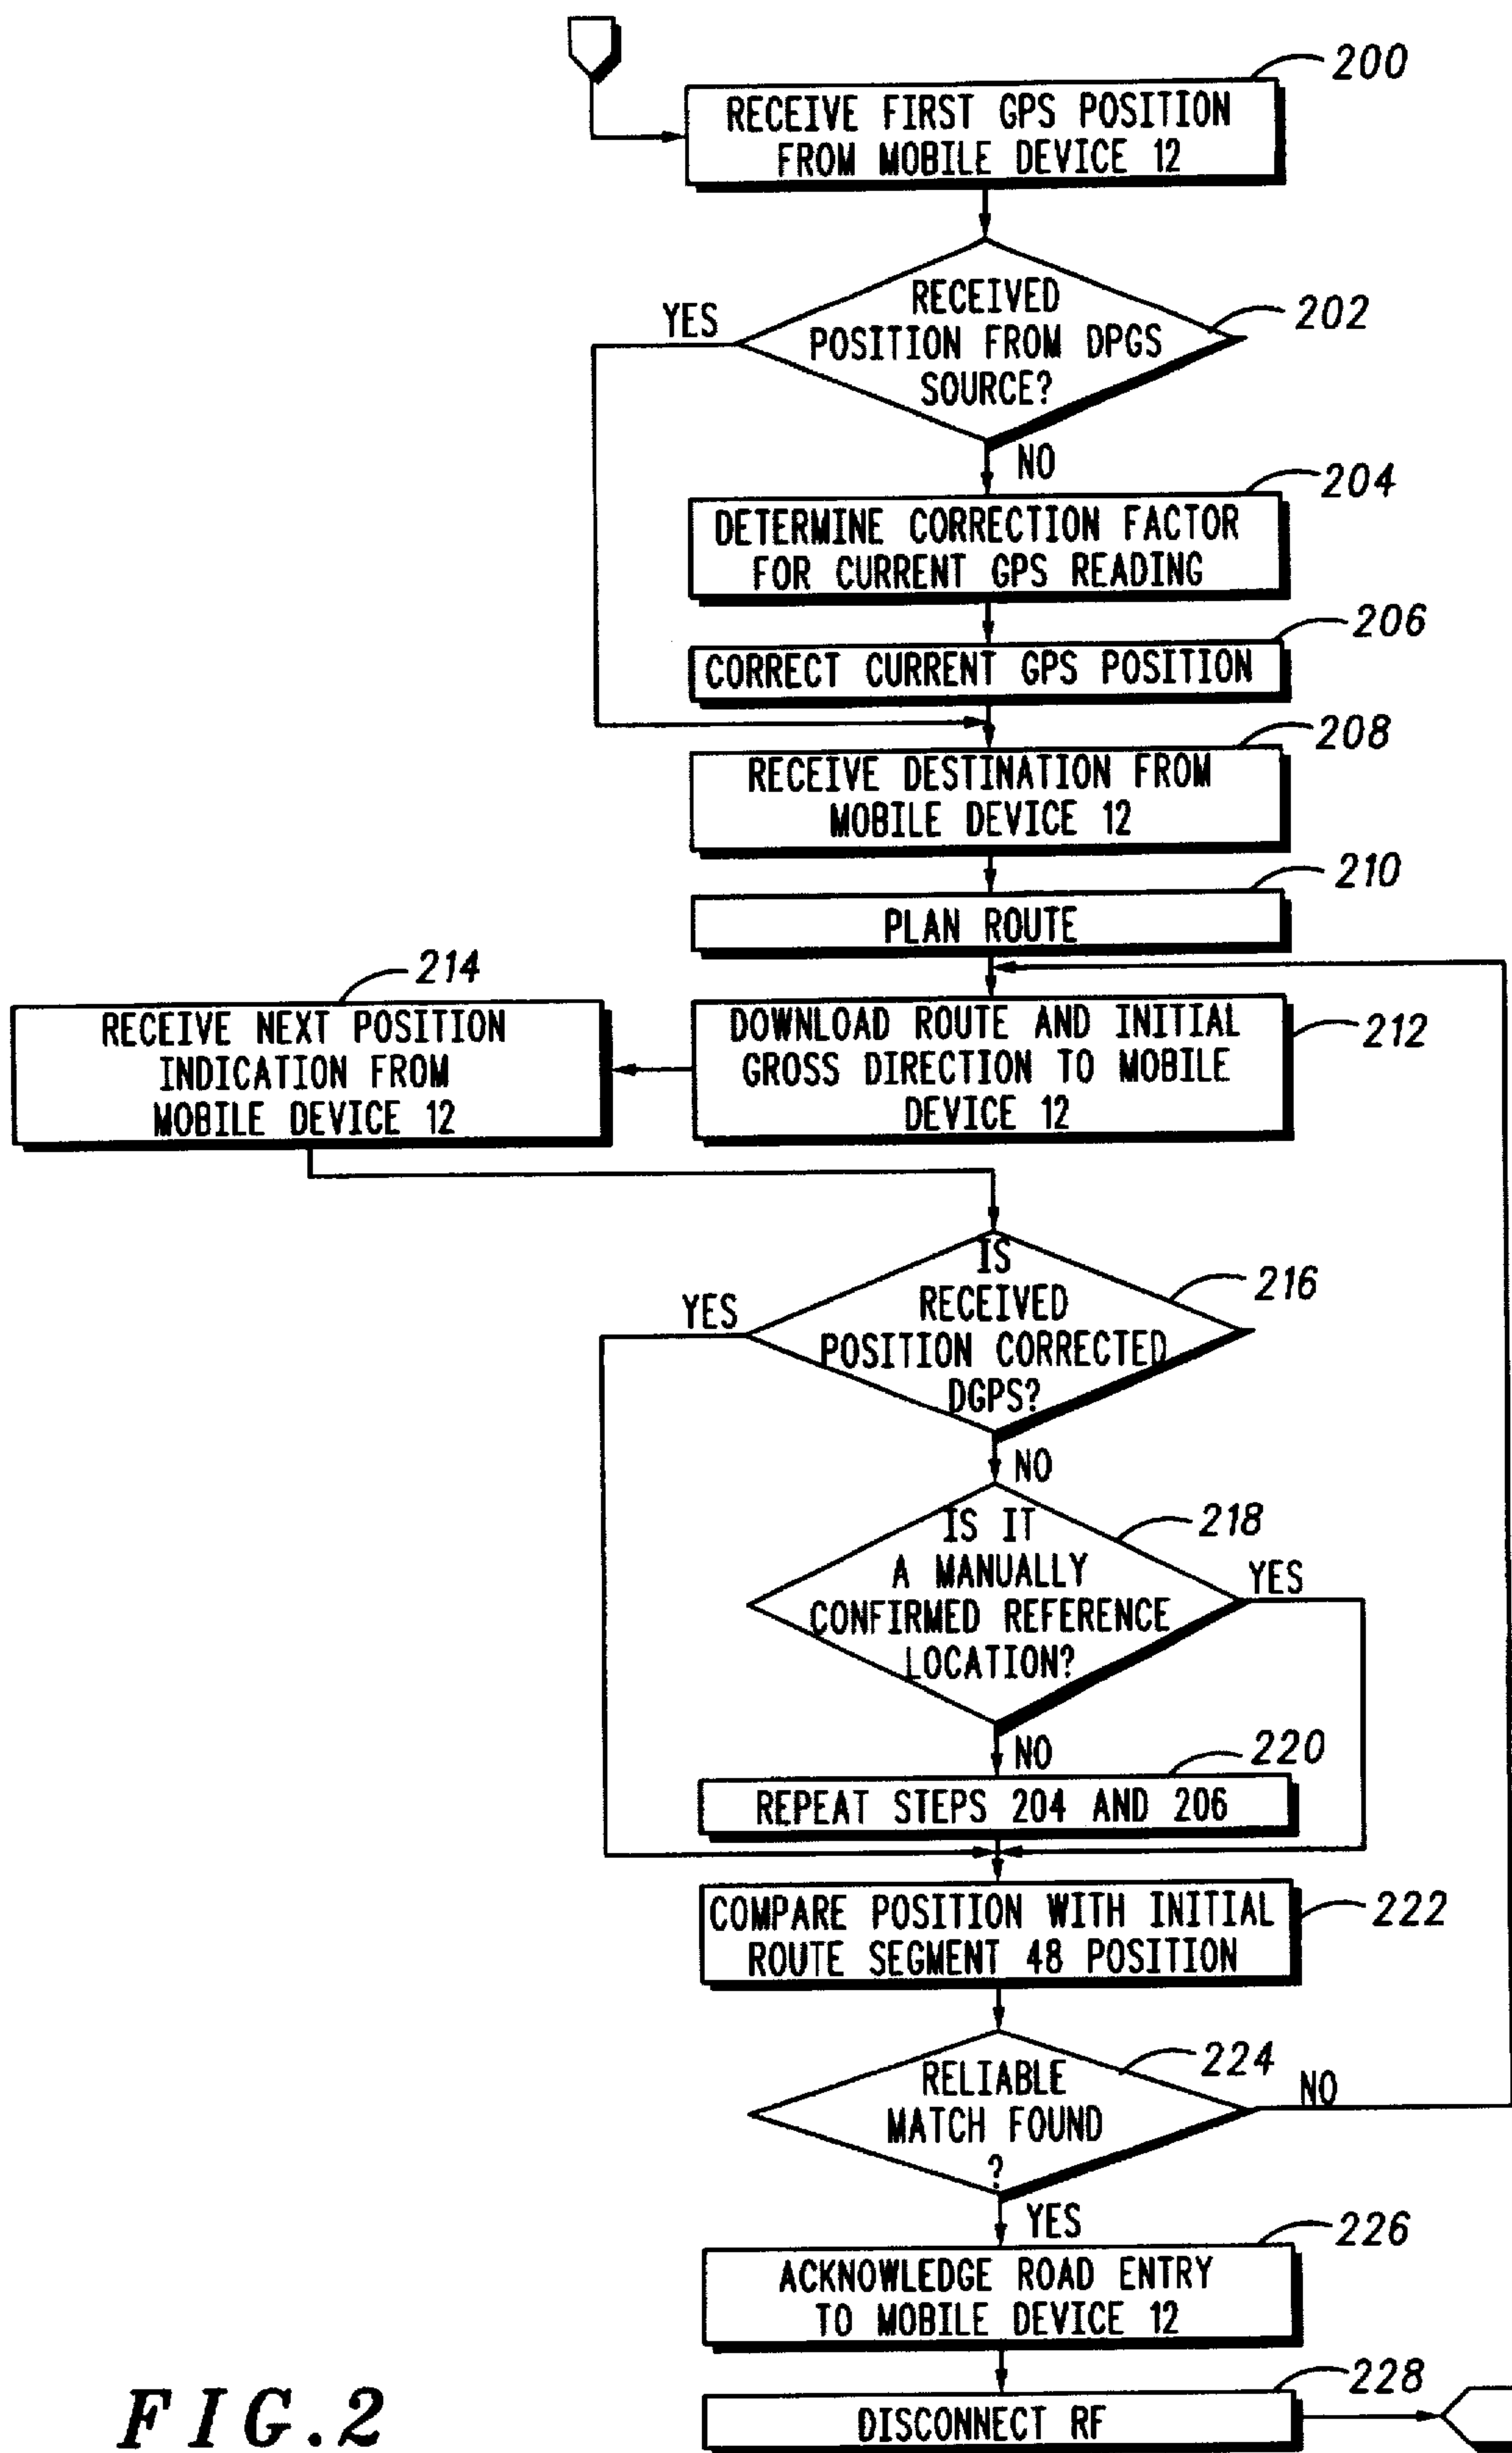 200
RECEIVE FIRST GPS POSITION
FROM MOBILE DEVICE 12
RECEIVED
POSITION FROM DPGS
SOURCE?
202
YES
NO
204
DETERMINE CORRECTION FACTOR
FOR CURRENT GPS READING
206
CORRECT CURRENT GPS POSITION
208
RECEIVE DESTINATION FROM
MOBILE DEVICE 12
210
PLAN ROUTE
214
RECEIVE NEXT POSITION
INDICATION FROM
MOBILE DEVICE 12
DOWNLOAD ROUTE AND INITIAL
GROSS DIRECTION TO MOBILE
DEVICE 12
212
IS
RECEIVED
POSITION CORRECTED
DGPS?
216
YES
NO
IS IT
A MANUALLY
CONFIRMED REFERENCE
LOCATION?
218
YES
NO
220
REPEAT STEPS 204 AND 206
COMPARE POSITION WITH INITIAL
ROUTE SEGMENT 48 POSITION
222
RELIABLE
MATCH FOUND
?
224
NO
YES
226
ACKNOWLEDGE ROAD ENTRY
TO MOBILE DEVICE 12
228
DISCONNECT RF
FIG.2